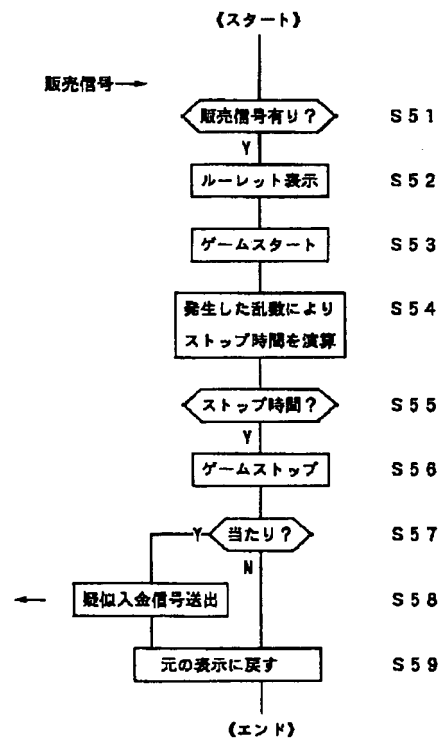 《スタート》
販売信号→
販売信号有り？ S51
Y
ルーレット表示 S52
ゲームスタート S53
発生した乱数により S54
ストップ時間を演算
ストップ時間？ S55
Y
ゲームストップ S56
Y 当たり？ S57
N
← 疑似入金信号送出 S58
元の表示に戻す S59
《エンド》